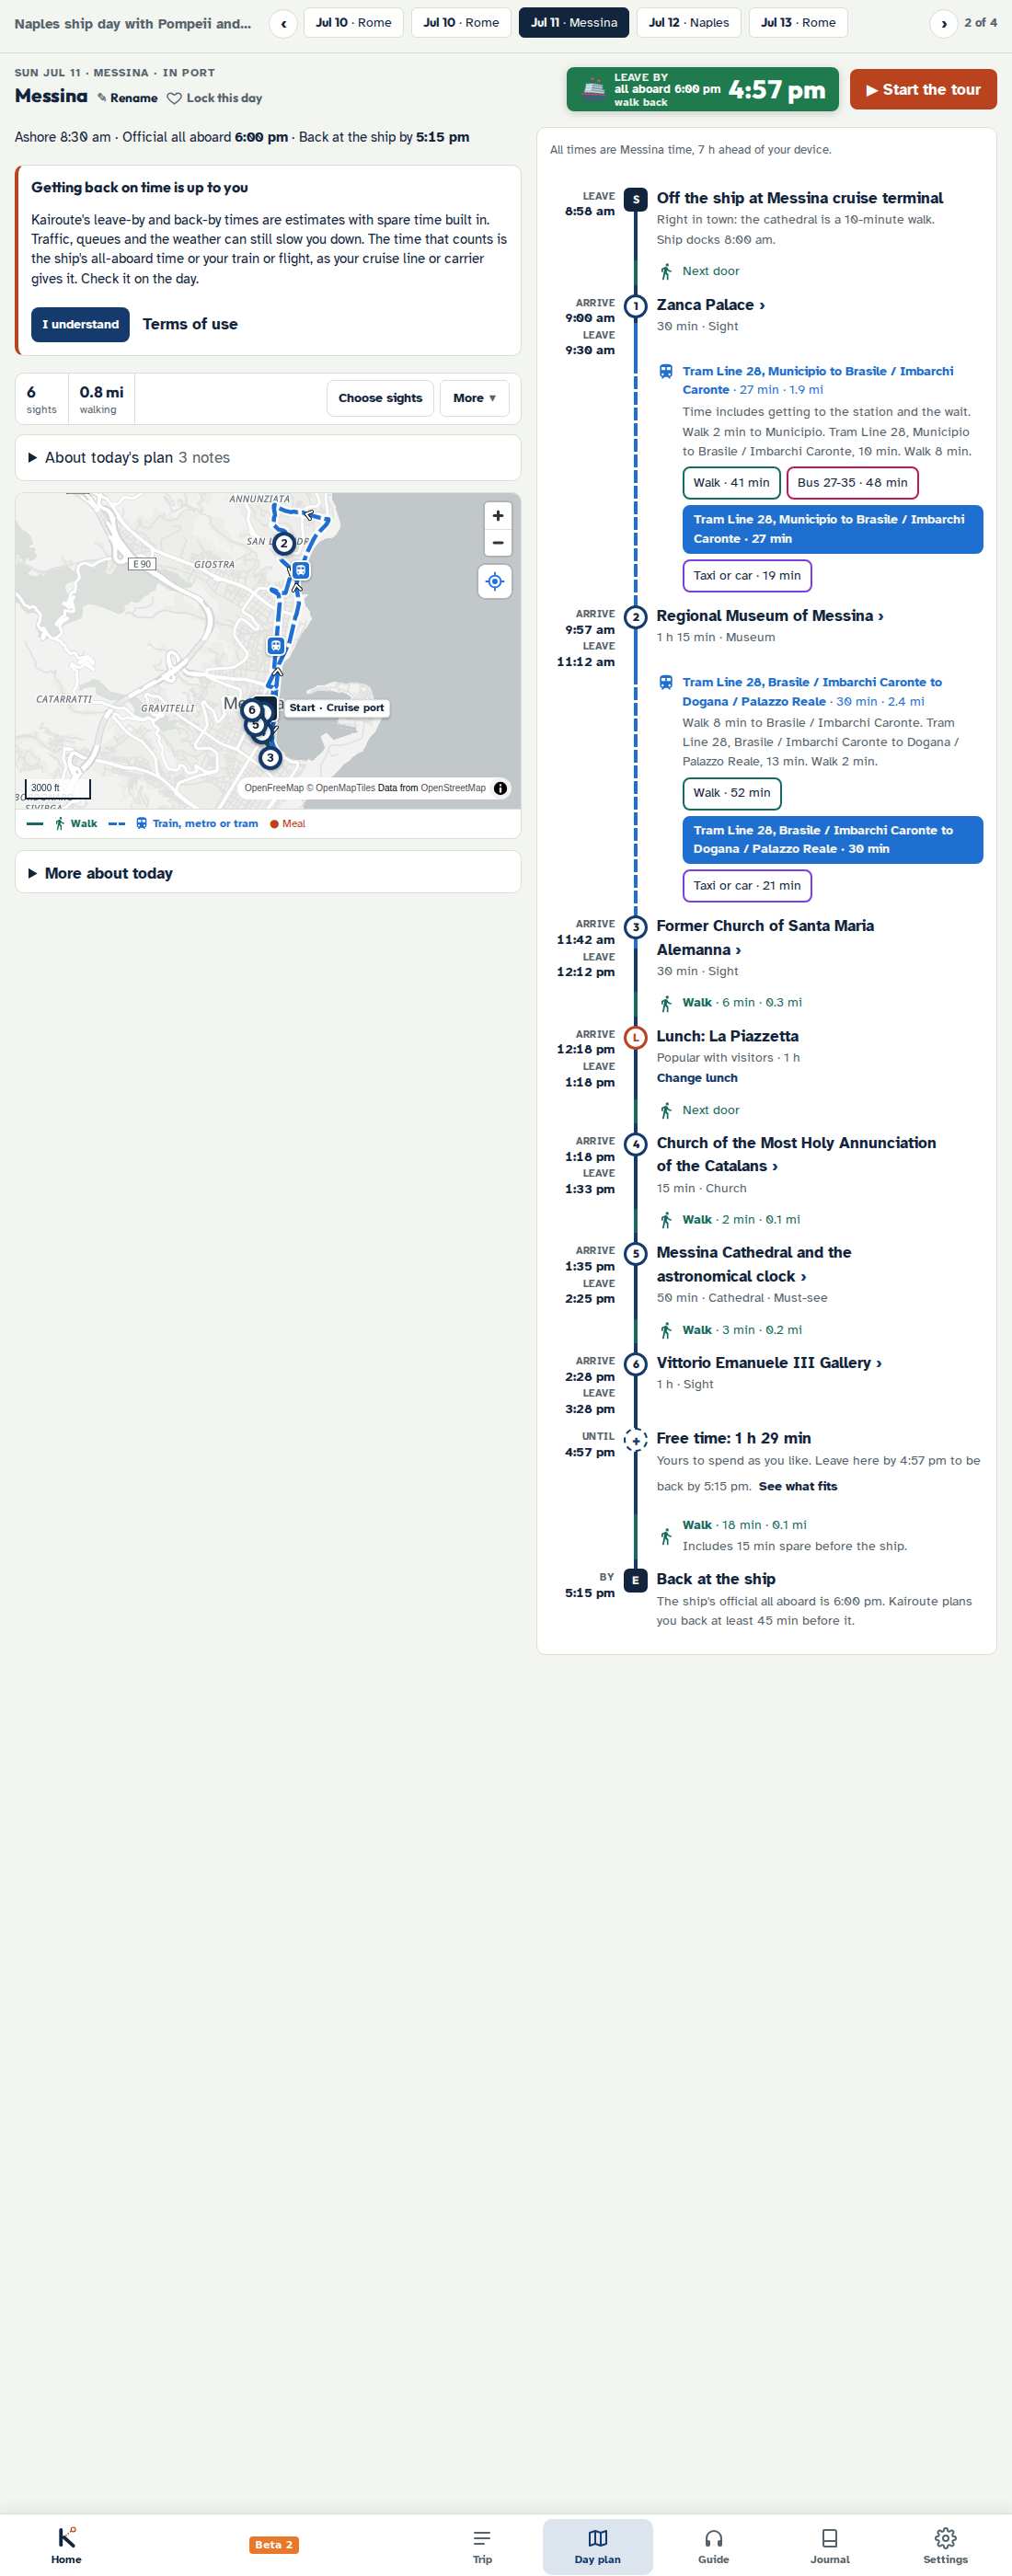 Naples ship day with Pompeii and...
‹
Jul 10 · Rome
Jul 10 · Rome
Jul 11 · Messina
Jul 12 · Naples
Jul 13 · Rome
›
2 of 4
SUN JUL 11 · MESSINA · IN PORT
Messina ✎ Rename Lock this day
LEAVE BY
all aboard 6:00 pm
walk back
4:57 pm
▶ Start the tour
Ashore 8:30 am · Official all aboard 6:00 pm · Back at the ship by 5:15 pm
Getting back on time is up to you
Kairoute's leave-by and back-by times are estimates with spare time built in.
Traffic, queues and the weather can still slow you down. The time that counts is
the ship's all-aboard time or your train or flight, as your cruise line or carrier
gives it. Check it on the day.
I understand
Terms of use
6
sights
0.8 mi
walking
Choose sights
More ▼
▶ About today's plan 3 notes
ANNUNZIATA
2
E 90
GIOSTRA
CATARRATTI
GRAVITELLI
6
5
Start · Cruise port
3
3000 ft
OpenFreeMap © OpenMapTiles Data from OpenStreetMap
Walk
Train, metro or tram
Meal
▶ More about today
All times are Messina time, 7 h ahead of your device.
LEAVE
8:58 am
S
Off the ship at Messina cruise terminal
Right in town: the cathedral is a 10-minute walk.
Ship docks 8:00 am.
Next door
ARRIVE
9:00 am
LEAVE
9:30 am
1
Zanca Palace ›
30 min · Sight
Tram Line 28, Municipio to Brasile / Imbarchi
Caronte · 27 min · 1.9 mi
Time includes getting to the station and the wait.
Walk 2 min to Municipio. Tram Line 28, Municipio
to Brasile / Imbarchi Caronte, 10 min. Walk 8 min.
Walk · 41 min
Bus 27-35 · 48 min
Tram Line 28, Municipio to Brasile / Imbarchi
Caronte · 27 min
Taxi or car · 19 min
ARRIVE
9:57 am
LEAVE
11:12 am
2
Regional Museum of Messina ›
1 h 15 min · Museum
Tram Line 28, Brasile / Imbarchi Caronte to
Dogana / Palazzo Reale · 30 min · 2.4 mi
Walk 8 min to Brasile / Imbarchi Caronte. Tram
Line 28, Brasile / Imbarchi Caronte to Dogana /
Palazzo Reale, 13 min. Walk 2 min.
Walk · 52 min
Tram Line 28, Brasile / Imbarchi Caronte to
Dogana / Palazzo Reale · 30 min
Taxi or car · 21 min
ARRIVE
11:42 am
LEAVE
12:12 pm
3
Former Church of Santa Maria
Alemanna ›
30 min · Sight
Walk · 6 min · 0.3 mi
ARRIVE
12:18 pm
LEAVE
1:18 pm
L
Lunch: La Piazzetta
Popular with visitors · 1 h
Change lunch
Next door
ARRIVE
1:18 pm
LEAVE
1:33 pm
4
Church of the Most Holy Annunciation
of the Catalans ›
15 min · Church
Walk · 2 min · 0.1 mi
ARRIVE
1:35 pm
LEAVE
2:25 pm
5
Messina Cathedral and the
astronomical clock ›
50 min · Cathedral · Must-see
Walk · 3 min · 0.2 mi
ARRIVE
2:28 pm
LEAVE
3:28 pm
6
Vittorio Emanuele III Gallery ›
1 h · Sight
UNTIL
4:57 pm
+
Free time: 1 h 29 min
Yours to spend as you like. Leave here by 4:57 pm to be
back by 5:15 pm. See what fits
Walk · 18 min · 0.1 mi
Includes 15 min spare before the ship.
BY
5:15 pm
E
Back at the ship
The ship's official all aboard is 6:00 pm. Kairoute plans
you back at least 45 min before it.
Home
Beta 2
Trip
Day plan
Guide
Journal
Settings